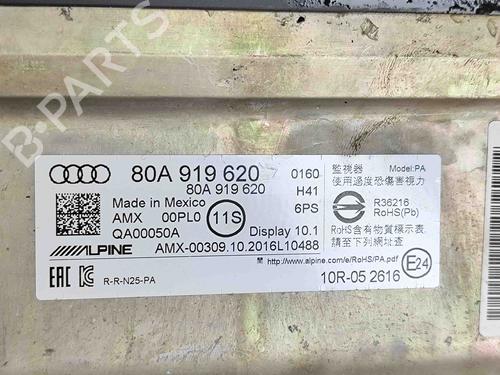 B-PARTS
80A 919 620
80A 919 620
0160
H41
6PS
Made in Mexico
AMX 00PL0
QA00050A
11S
Display 10.1
ALPINE AMX-00309.10.2016L10488
http://www.alpine.com/e/RoHS/PA.pdf
R-R-N25-PA
10R-05 2616
E24
監視器 Model:PA
使用過度恐傷害視力
R36216
RoHS(Pb)
RoHS含有物質標示表,
請至下列網站查詢。
EAC